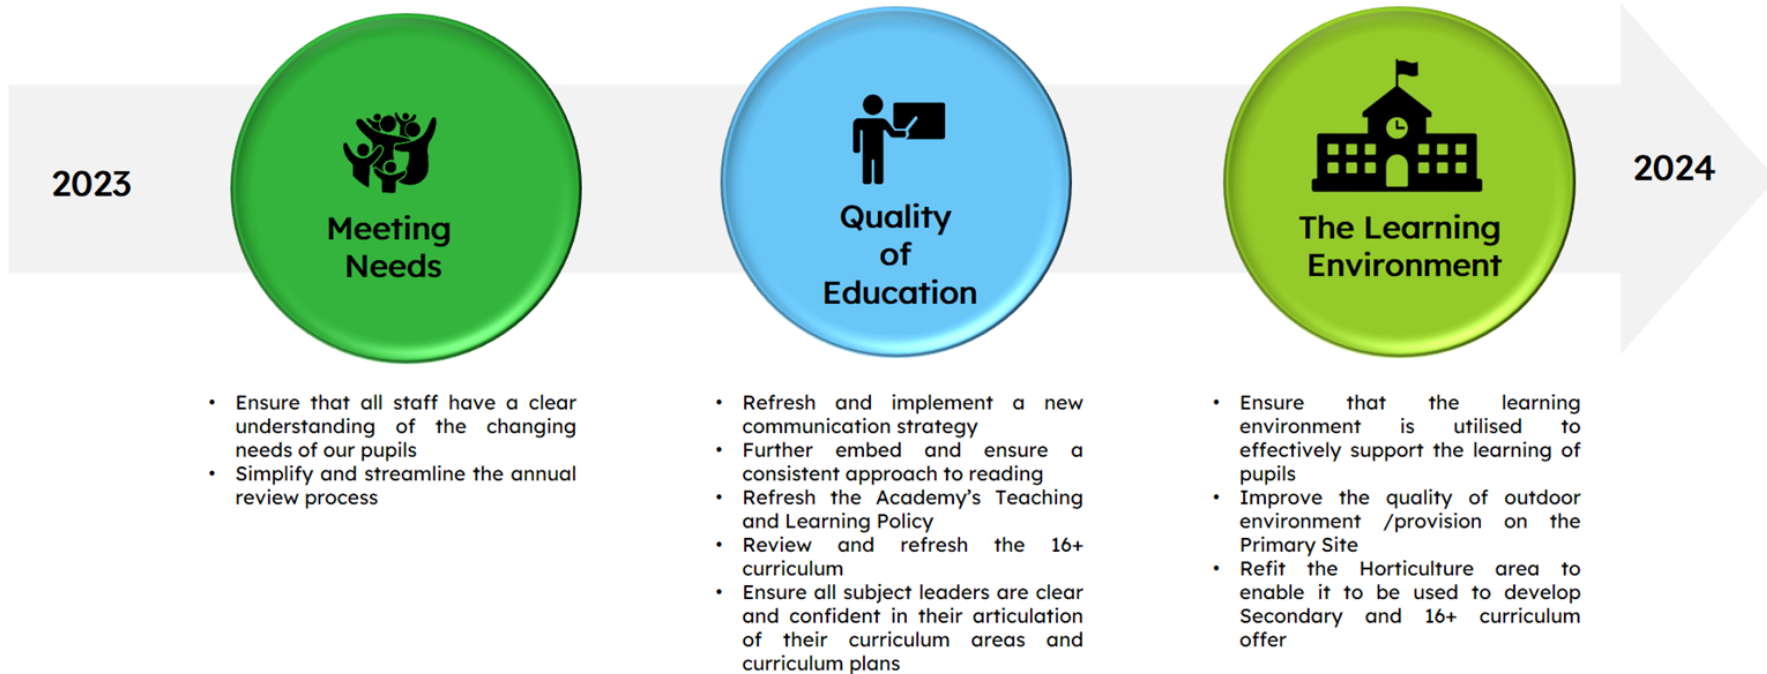 2023
Meeting
Needs
• Ensure that all staff have a clear
understanding of the changing
needs of our pupils
• Simplify and streamline the annual
review process
Quality
of
Education
• Refresh and implement a new
communication strategy
• Further embed and ensure a
consistent approach to reading
• Refresh the Academy’s Teaching
and Learning Policy
• Review and refresh the 16+
curriculum
• Ensure all subject leaders are clear
and confident in their articulation
of their curriculum areas and
curriculum plans
The Learning
Environment
• Ensure that the learning
environment is utilised to
effectively support the learning of
pupils
• Improve the quality of outdoor
environment /provision on the
Primary Site
• Refit the Horticulture area to
enable it to be used to develop
Secondary and 16+ curriculum
offer
2024